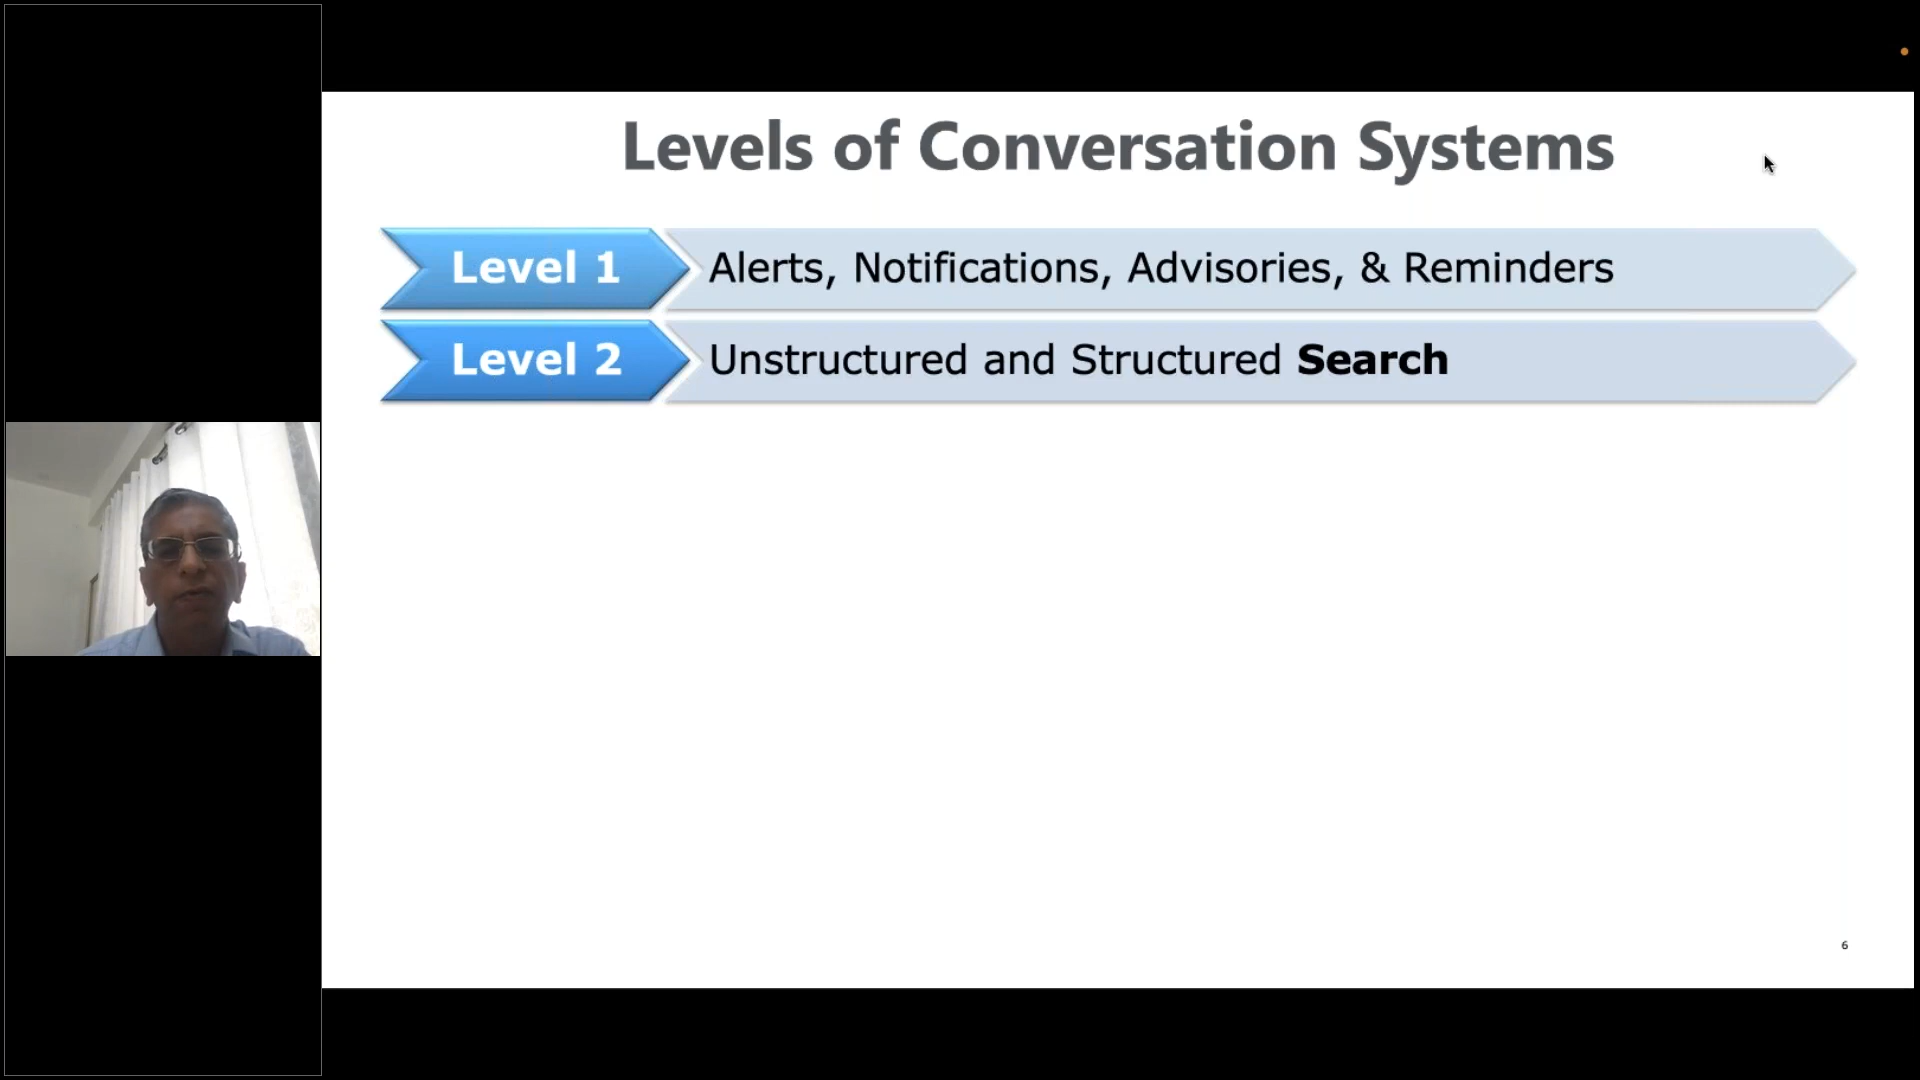 Levels of Conversation Systems
Level 1 Alerts, Notifications, Advisories, & Reminders
Level 2 Unstructured and Structured Search
6